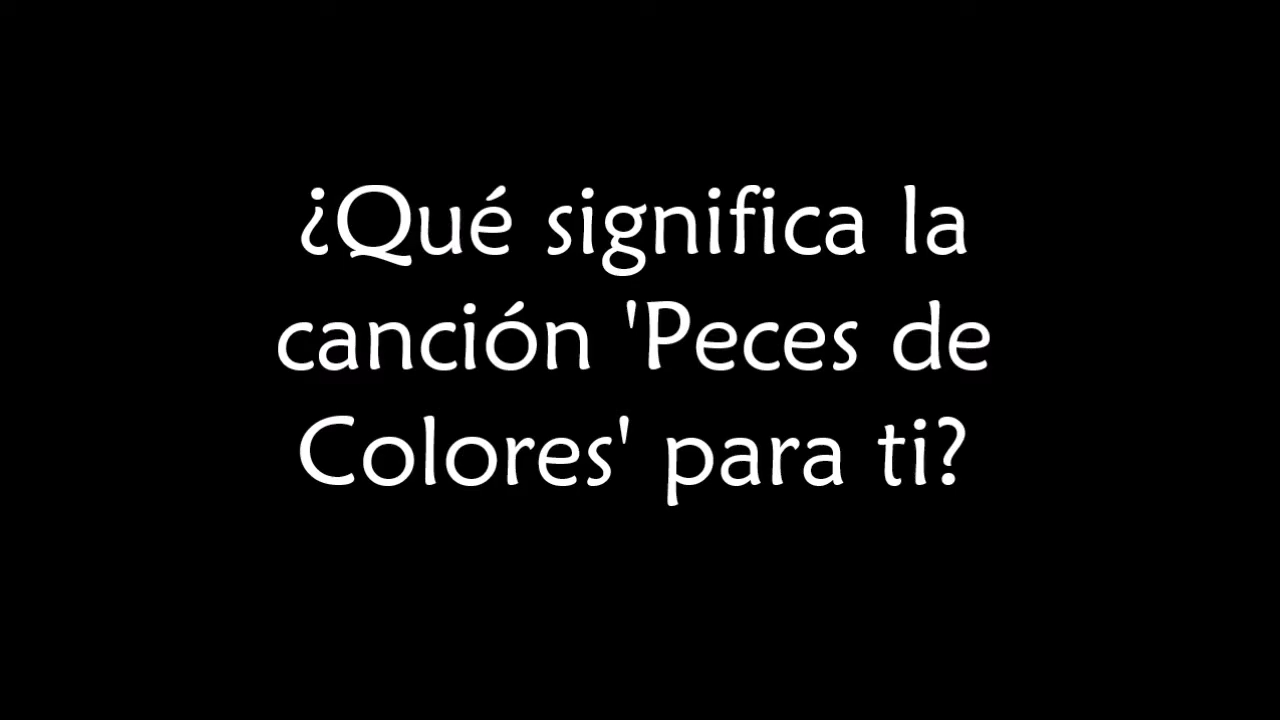 ¿Qué significa la
canción 'Peces de
Colores' para ti?